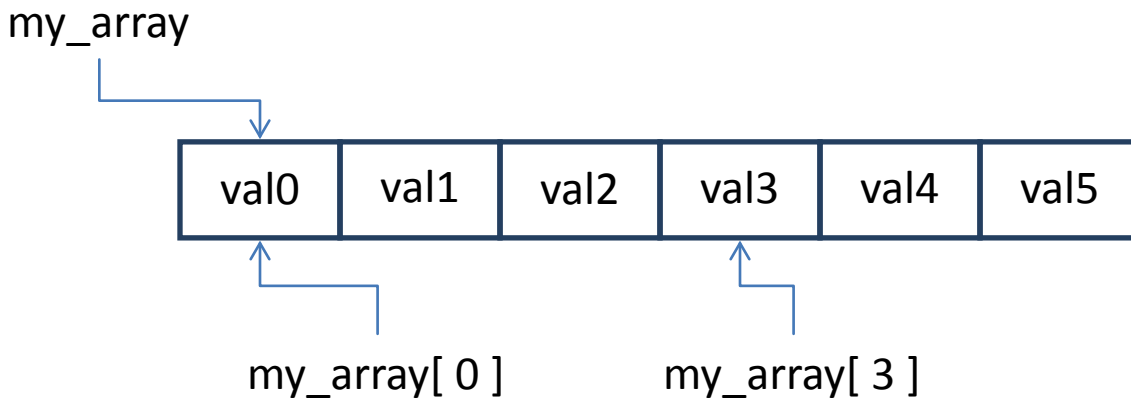 my_array
val0 val1 val2 val3 val4 val5
my_array[ 0 ] my_array[ 3 ]